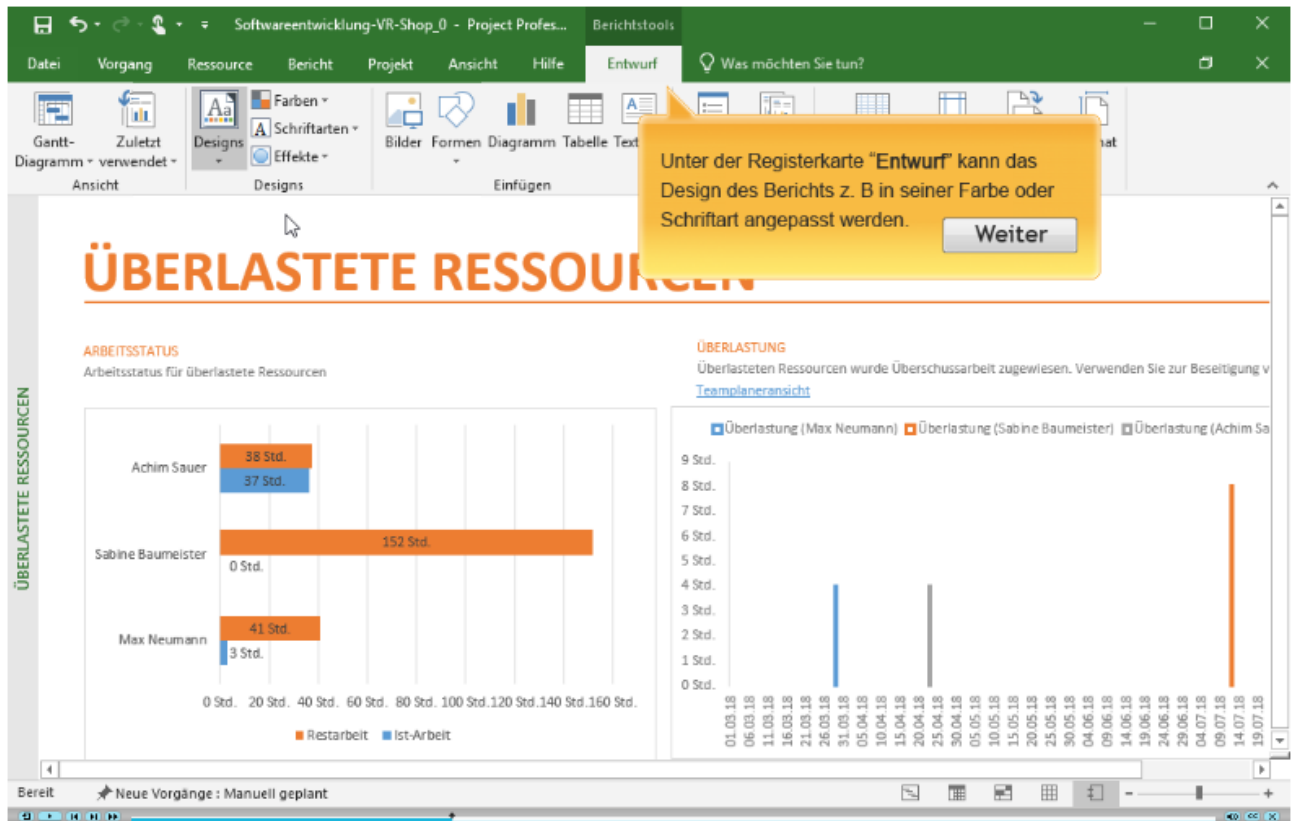 Softwareentwicklung-VR-Shop_0 - Project Profes...
Berichtstools
Datei Vorgang Ressource Bericht Projekt Ansicht Hilfe Entwurf Was möchten Sie tun?
Gantt-
Diagramm
Zuletzt
verwendet
Ansicht
Designs
Farben
Schriftarten
Effekte
Designs
Bilder Formen Diagramm Tabelle
Einfügen
Unter der Registerkarte “Entwurf” kann das
Design des Berichts z. B in seiner Farbe oder
Schriftart angepasst werden.
Weiter
ÜBERLASTETE
ÜBERLASTETE RESSOURCEN
ARBEITSSTATUS
Arbeitsstatus für überlastete Ressourcen
Achim Sauer
38 Std.
37 Std.
Sabine Baumeister
152 Std.
0 Std.
Max Neumann
41 Std.
3 Std.
0 Std. 20 Std. 40 Std. 60 Std. 80 Std. 100 Std. 120 Std. 140 Std. 160 Std.
Restarbeit Ist-Arbeit
ÜBERLASTUNG
Überlasteten Ressourcen wurde Überschussarbeit zugewiesen. Verwenden Sie zur Beseitigung v
Teamplaneransicht
Überlastung (Max Neumann) Überlastung (Sabine Baumeister) Überlastung (Achim Sa
9 Std.
8 Std.
7 Std.
6 Std.
5 Std.
4 Std.
3 Std.
2 Std.
1 Std.
0 Std.
01.03.18
06.03.18
11.03.18
16.03.18
21.03.18
26.03.18
31.03.18
05.04.18
10.04.18
15.04.18
20.04.18
25.04.18
30.04.18
05.05.18
10.05.18
15.05.18
20.05.18
25.05.18
30.05.18
04.06.18
09.06.18
14.06.18
19.06.18
24.06.18
29.06.18
04.07.18
09.07.18
14.07.18
19.07.18
Bereit
Neue Vorgänge : Manuell geplant